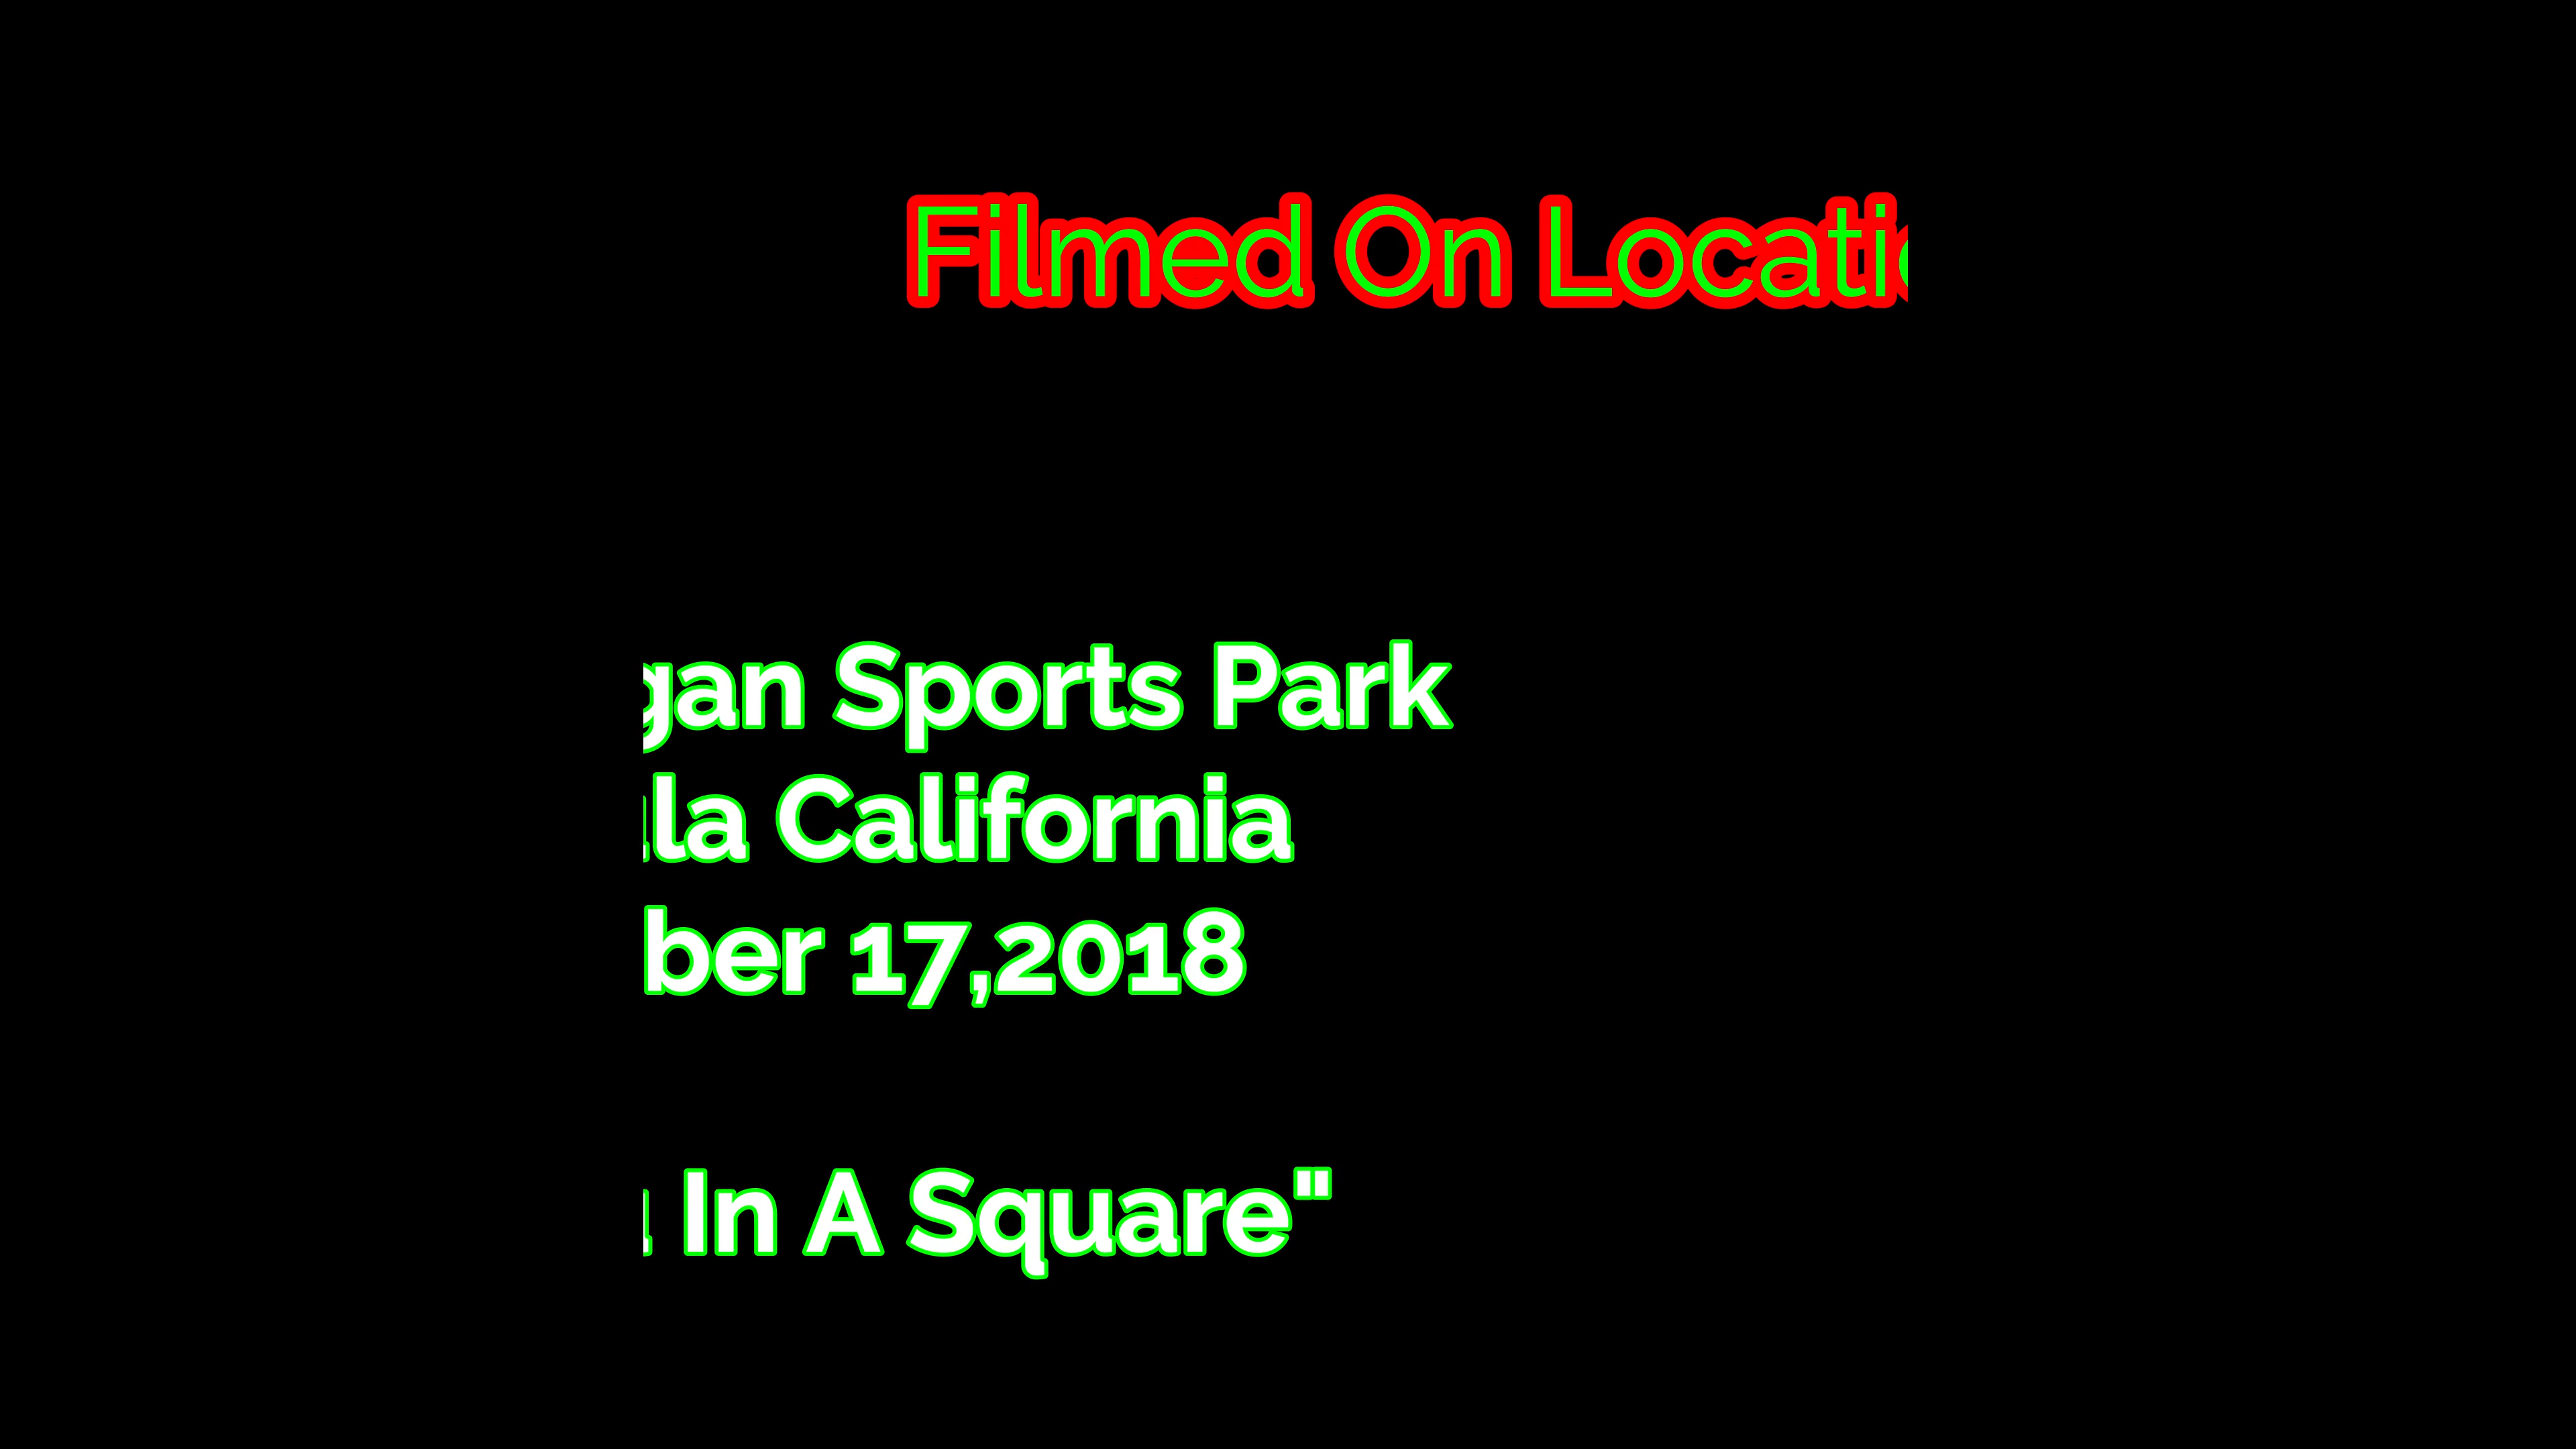 Filmed On Locati
gan Sports Park
la California
ber 17,2018
In A Square"